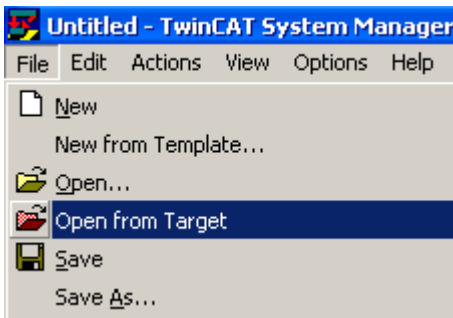 Untitled - TwinCAT System Manager
File Edit Actions View Options Help
New
New from Template...
Open...
Open from Target
Save
Save As...